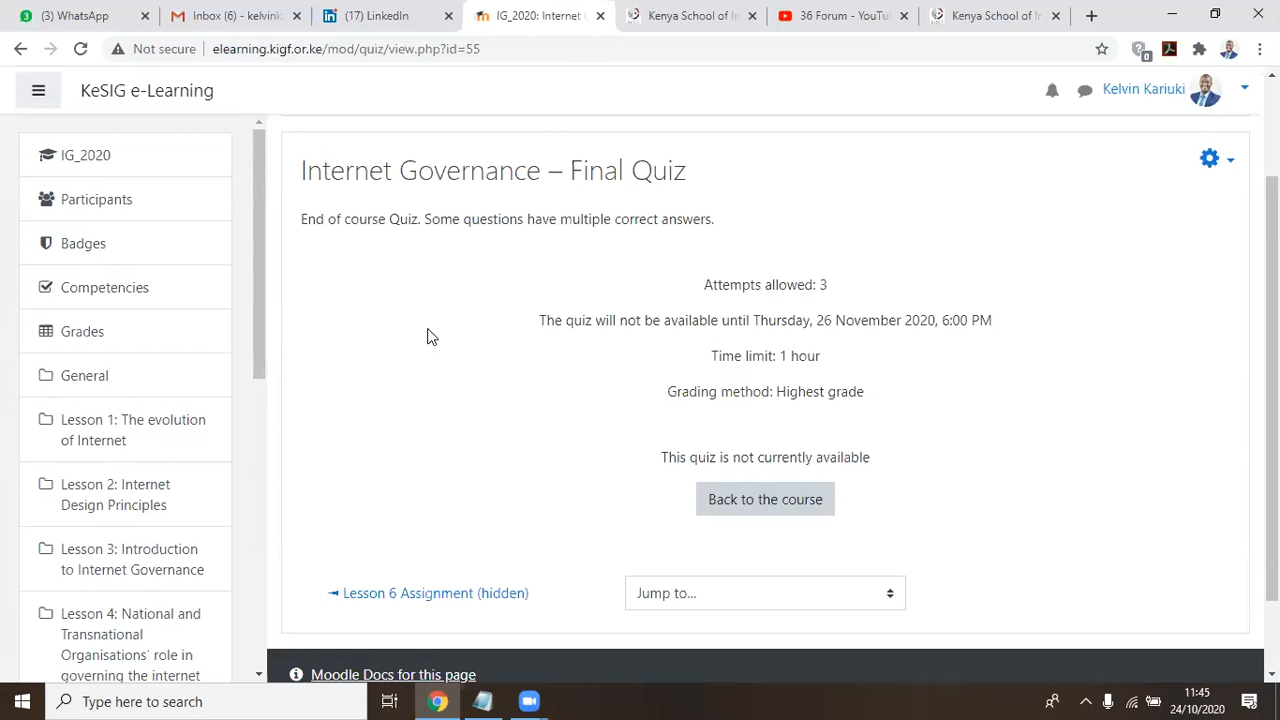 (3) WhatsApp
Inbox (6) - kelvink
(17) LinkedIn
IG_2020: Internet
Kenya School of In
36 Forum - YouTu
Kenya School of In
Not secure
elearning.kigf.or.ke/mod/quiz/view.php?id=55
0
KeSIG e-Learning
Kelvin Kariuki
IG_2020
Participants
Badges
Competencies
Grades
General
Lesson 1: The evolution
of Internet
Lesson 2: Internet
Design Principles
Lesson 3: Introduction
to Internet Governance
Lesson 4: National and
Transnational
Organisations' role in
governing the internet
Internet Governance – Final Quiz
End of course Quiz. Some questions have multiple correct answers.
Attempts allowed: 3
The quiz will not be available until Thursday, 26 November 2020, 6:00 PM
Time limit: 1 hour
Grading method: Highest grade
This quiz is not currently available
Back to the course
◄ Lesson 6 Assignment (hidden)
Jump to...
Moodle Docs for this page
Type here to search
11:45
24/10/2020